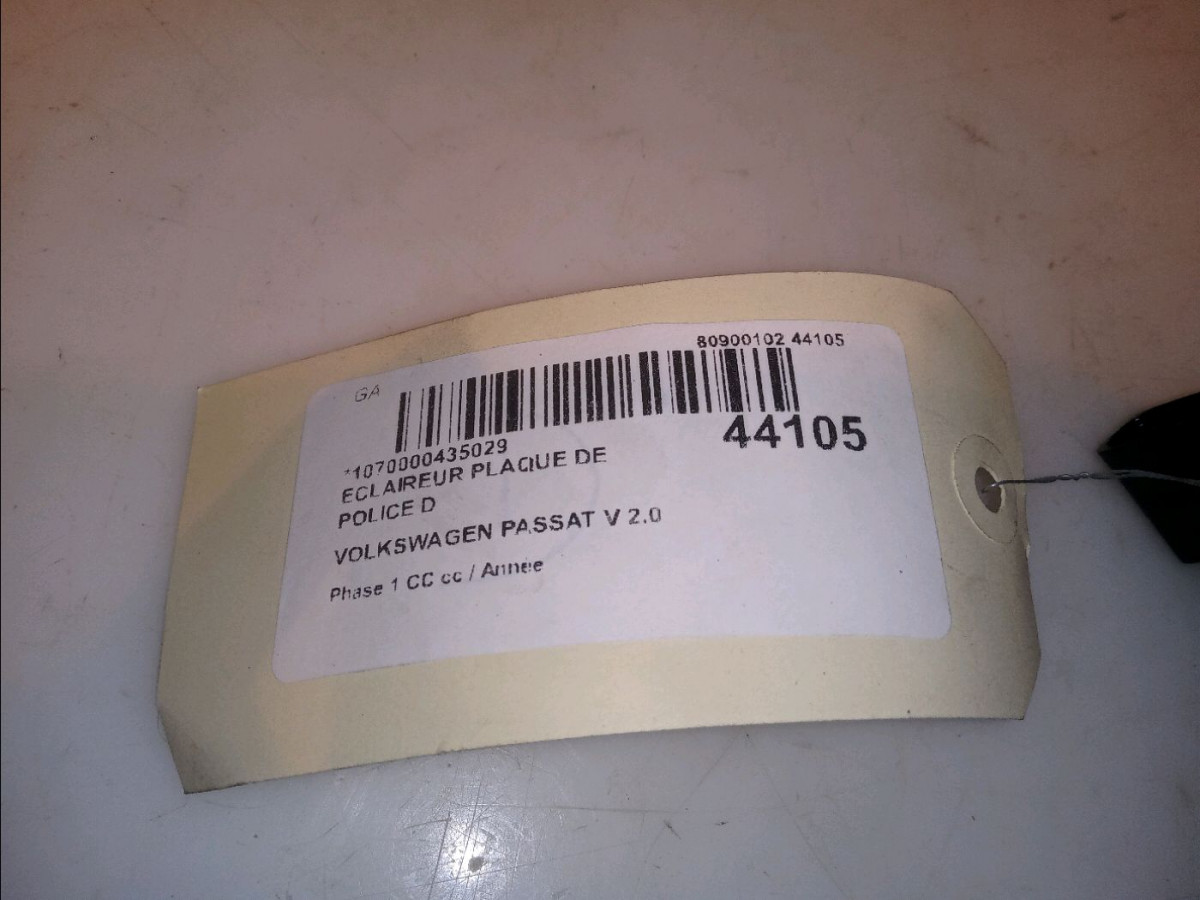 80900102 44105
GA
44105
*1070000435029
ECLAIREUR PLAQUE DE
POLICE D
VOLKSWAGEN PASSAT V 2.0
Phase 1 CC cc / Année